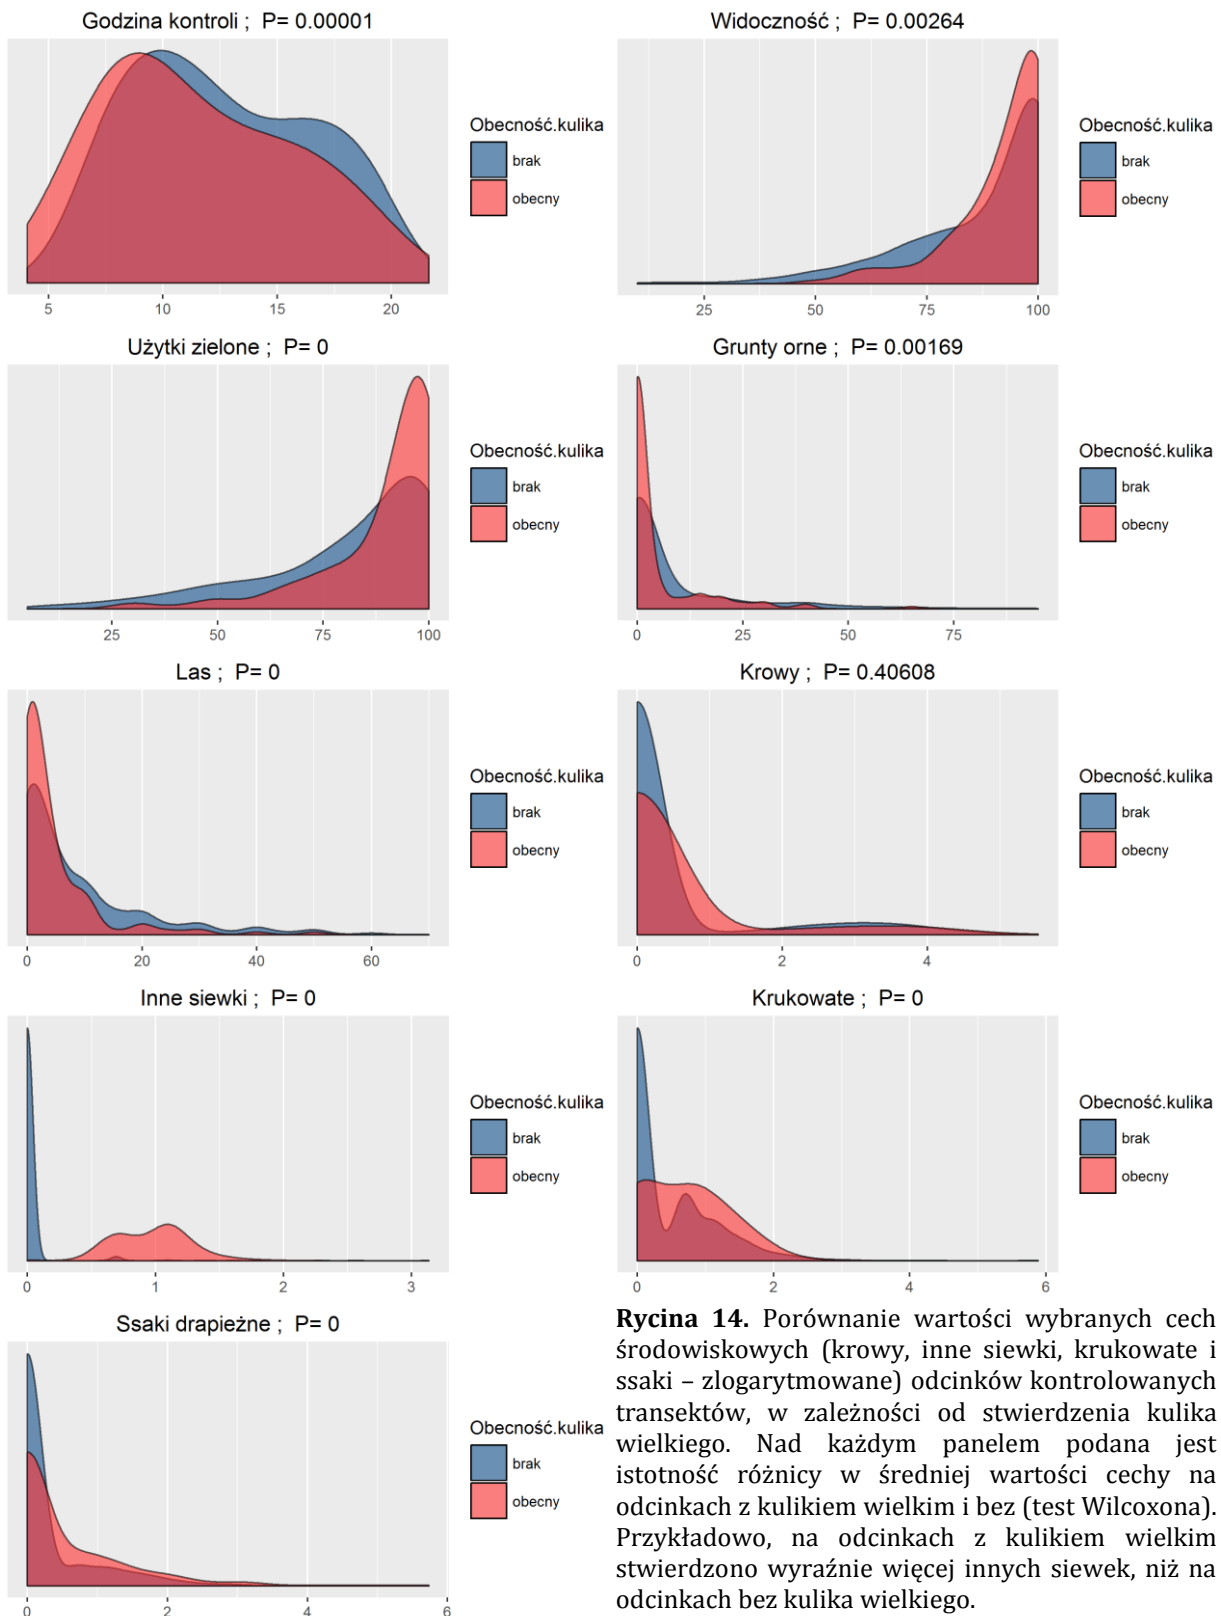 Godzina kontroli ;  P= 0.00001
Obecność.kulika
brak
obecny
5 10 15 20
Widoczność ;  P= 0.00264
Obecność.kulika
brak
obecny
25 50 75 100
Użytki zielone ;  P= 0
Obecność.kulika
brak
obecny
25 50 75 100
Grunty orne ;  P= 0.00169
Obecność.kulika
brak
obecny
0 25 50 75
Las ;  P= 0
Obecność.kulika
brak
obecny
0 20 40 60
Krowy ;  P= 0.40608
Obecność.kulika
brak
obecny
0 2 4
Inne siewki ;  P= 0
Obecność.kulika
brak
obecny
0 1 2 3
Krukowate ;  P= 0
Obecność.kulika
brak
obecny
0 2 4 6
Ssaki drapieżne ;  P= 0
Obecność.kulika
brak
obecny
0 2 4 6
Rycina 14. Porównanie wartości wybranych cech
środowiskowych (krowy, inne siewki, krukowate i
ssaki – zlogarytmowane) odcinków kontrolowanych
transektów, w zależności od stwierdzenia kulika
wielkiego. Nad każdym panelem podana jest
istotność różnicy w średniej wartości cechy na
odcinkach z kulikiem wielkim i bez (test Wilcoxona).
Przykładowo, na odcinkach z kulikiem wielkim
stwierdzono wyraźnie więcej innych siewek, niż na
odcinkach bez kulika wielkiego.